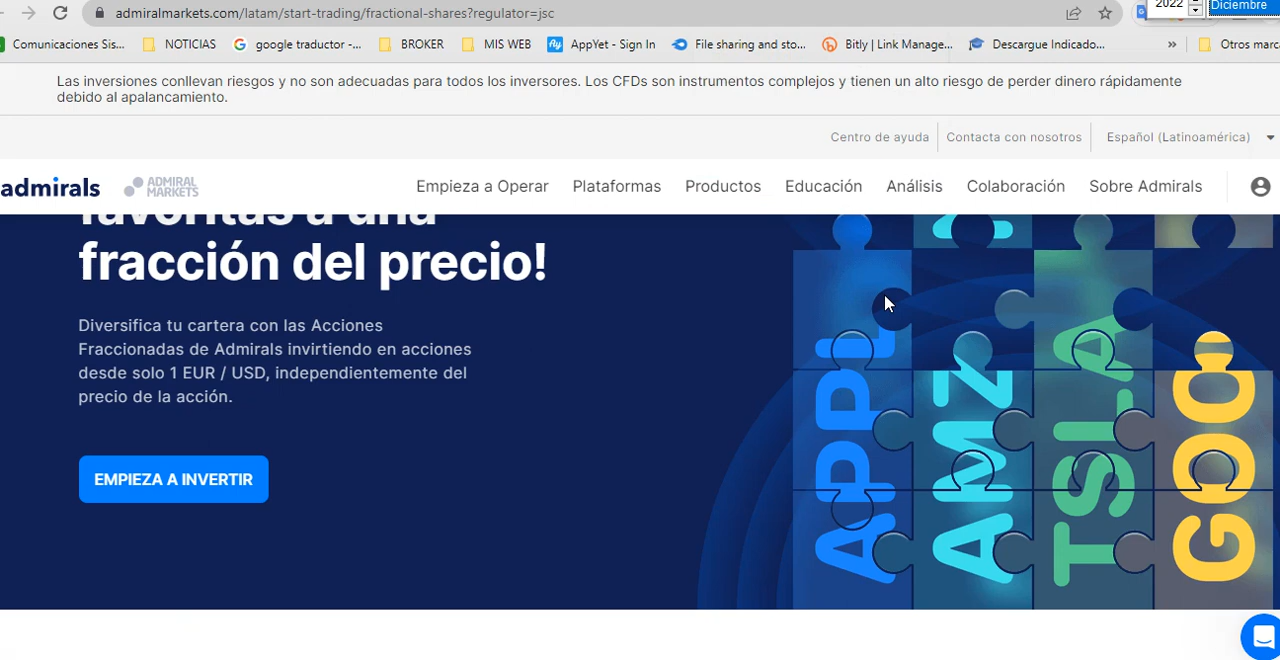 2022
Diciembre
admiralmarkets.com/latam/start-trading/fractional-shares?regulator=jsc
Comunicaciones Sis...
NOTICIAS
google traductor -...
BROKER
MIS WEB
AppYet - Sign In
File sharing and sto...
Bitly | Link Manage...
Descargue Indicado...
»
Otros marca
Las inversiones conllevan riesgos y no son adecuadas para todos los inversores. Los CFDs son instrumentos complejos y tienen un alto riesgo de perder dinero rápidamente
debido al apalancamiento.
Centro de ayuda
Contacta con nosotros
Español (Latinoamérica)
admirals
ADMIRAL
MARKETS
Empieza a Operar
Plataformas
Productos
Educación
Análisis
Colaboración
Sobre Admirals
favoritas a una
fracción del precio!
Diversifica tu cartera con las Acciones
Fraccionadas de Admirals invirtiendo en acciones
desde solo 1 EUR / USD, independientemente del
precio de la acción.
EMPIEZA A INVERTIR
APPL
AMZ
TSLA
GOO